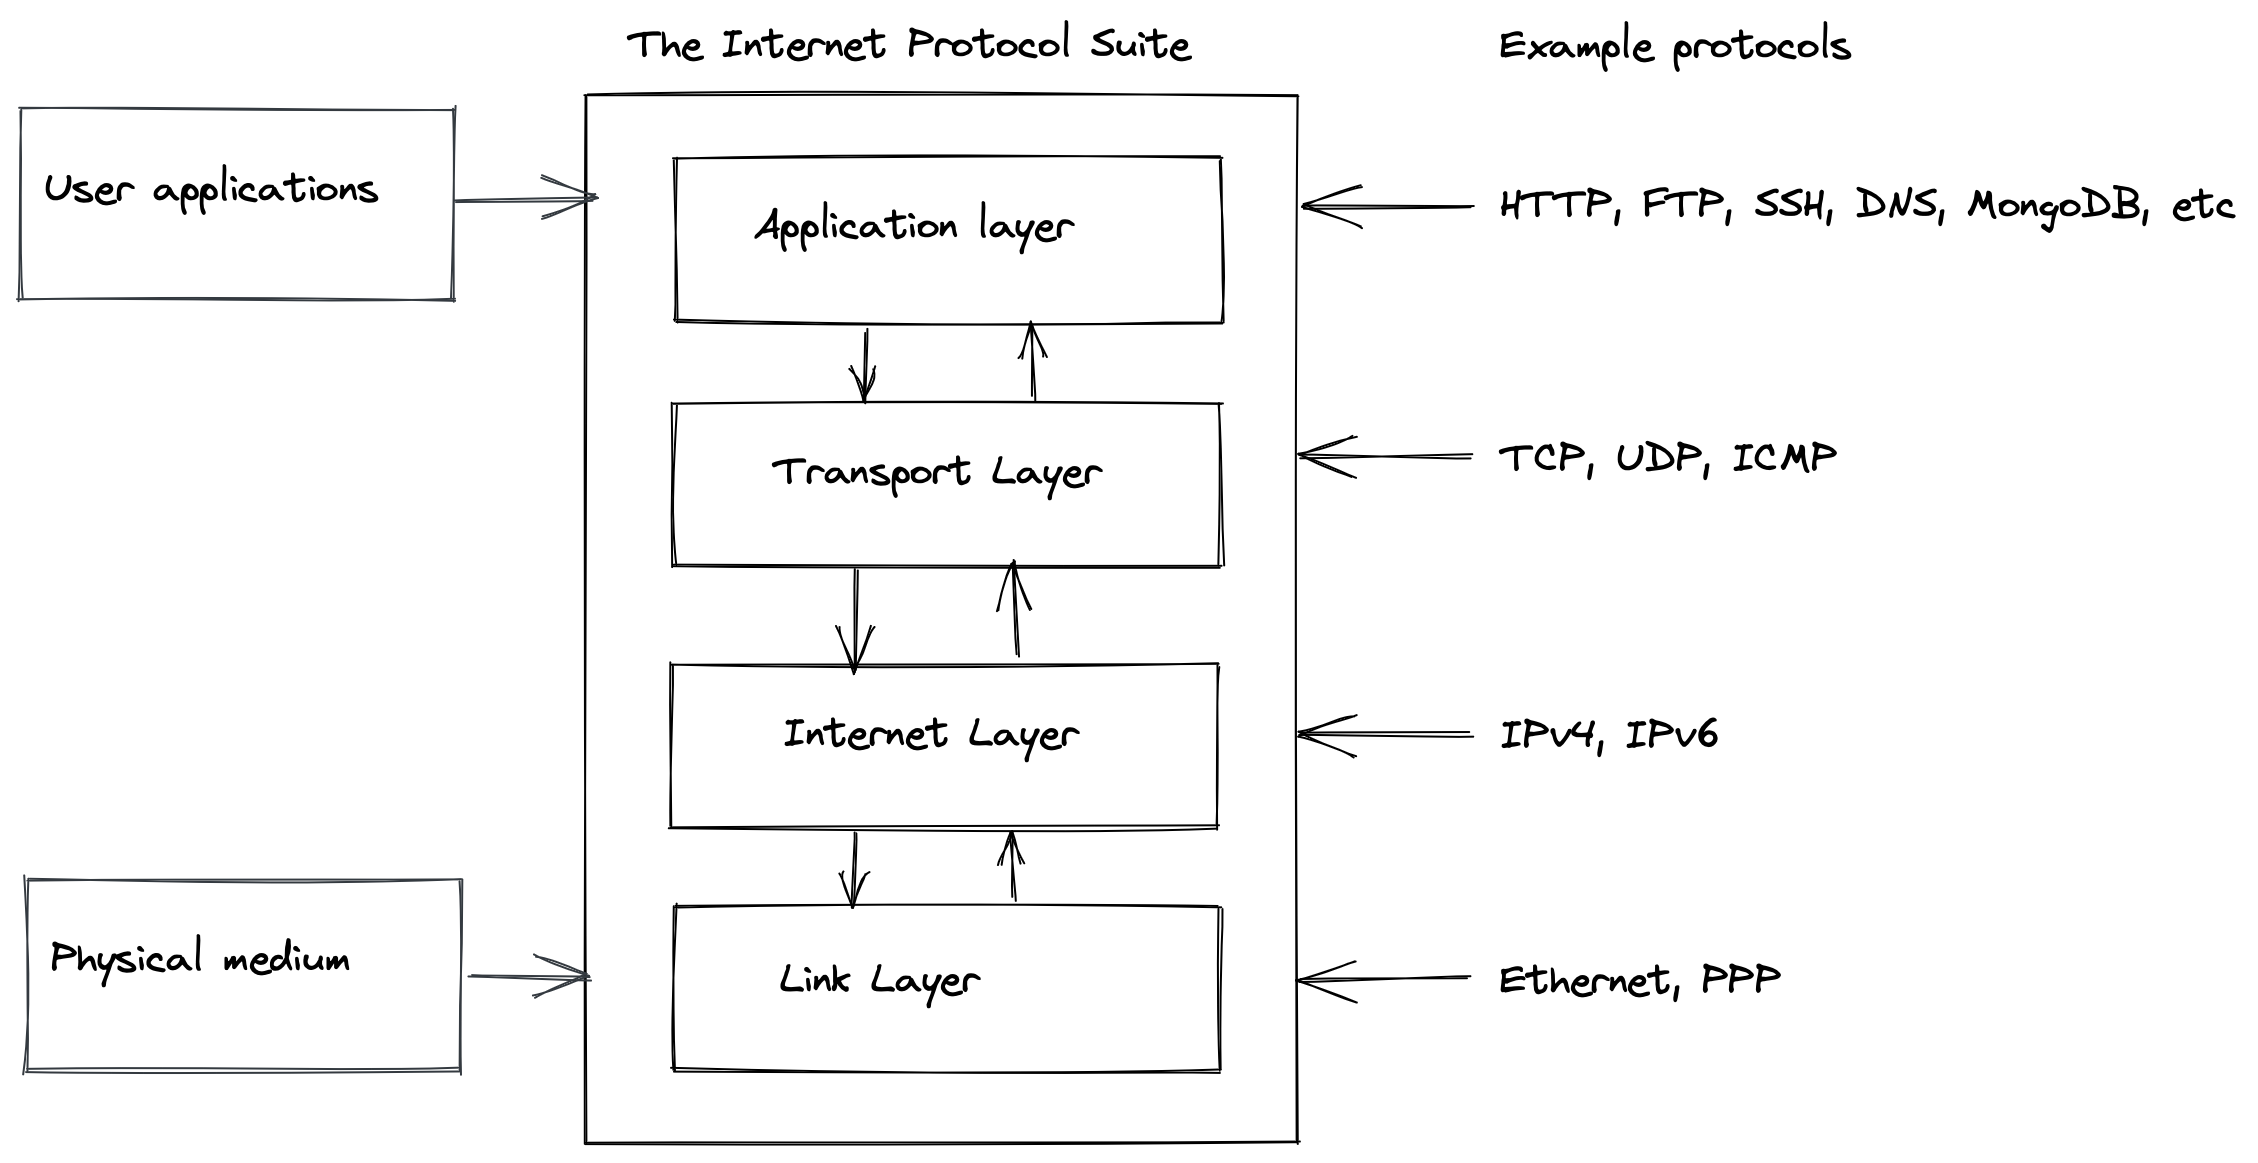 The Internet Protocol Suite
Example protocols
User applications
Application layer
HTTP, FTP, SSH, DNS, MongoDB, etc
Transport Layer
TCP, UDP, ICMP
Internet Layer
IPv4, IPv6
Physical medium
Link Layer
Ethernet, PPP